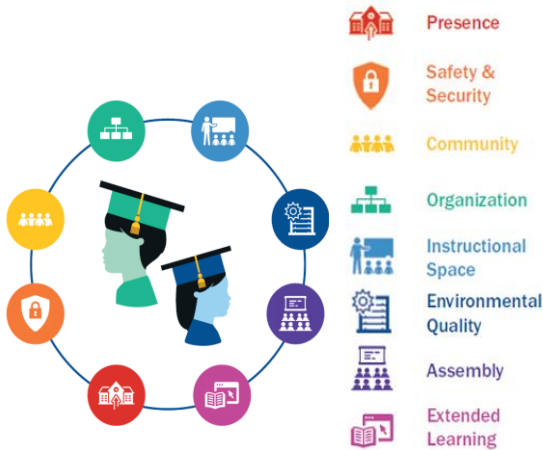 Presence
Safety &
Security
Community
Organization
Instructional
Space
Environmental
Quality
Assembly
Extended
Learning